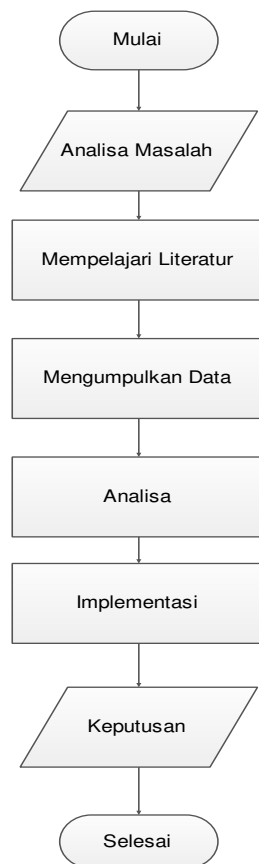 Mulai
Analisa Masalah
Mempelajari Literatur
Mengumpulkan Data
Analisa
Implementasi
Keputusan
Selesai